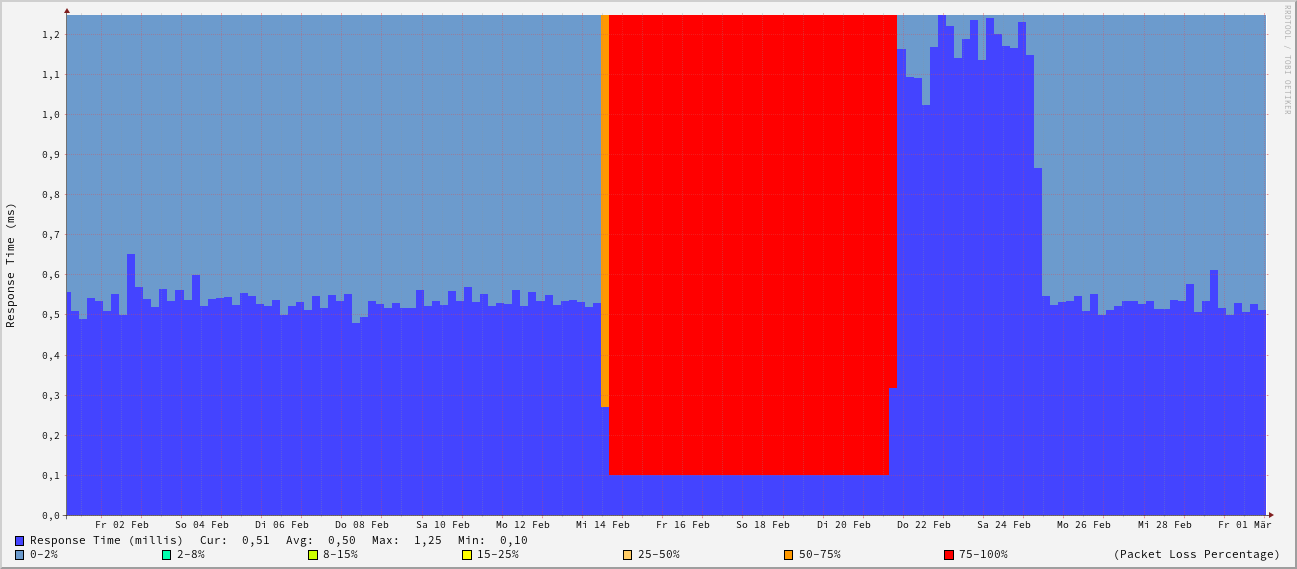 RRDTOOL / TOBI OETIKER
Response Time (ms)
1,2
1,1
1,0
0,9
0,8
0,7
0,6
0,5
0,4
0,3
0,2
0,1
0,0
Fr 02 Feb So 04 Feb Di 06 Feb Do 08 Feb Sa 10 Feb Mo 12 Feb Mi 14 Feb Fr 16 Feb So 18 Feb Di 20 Feb Do 22 Feb Sa 24 Feb Mo 26 Feb Mi 28 Feb Fr 01 Mär
Response Time (millis) Cur: 0,51 Avg: 0,50 Max: 1,25 Min: 0,10
0-2% 2-8% 8-15% 15-25% 25-50% 50-75% 75-100% (Packet Loss Percentage)